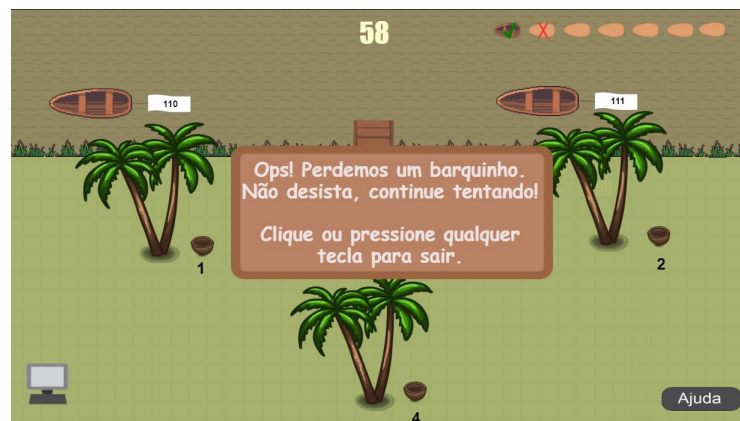 58
110
111
Ops! Perdemos um barquinho.
Não desista, continue tentando!
Clique ou pressione qualquer
tecla para sair.
1
2
4
Ajuda